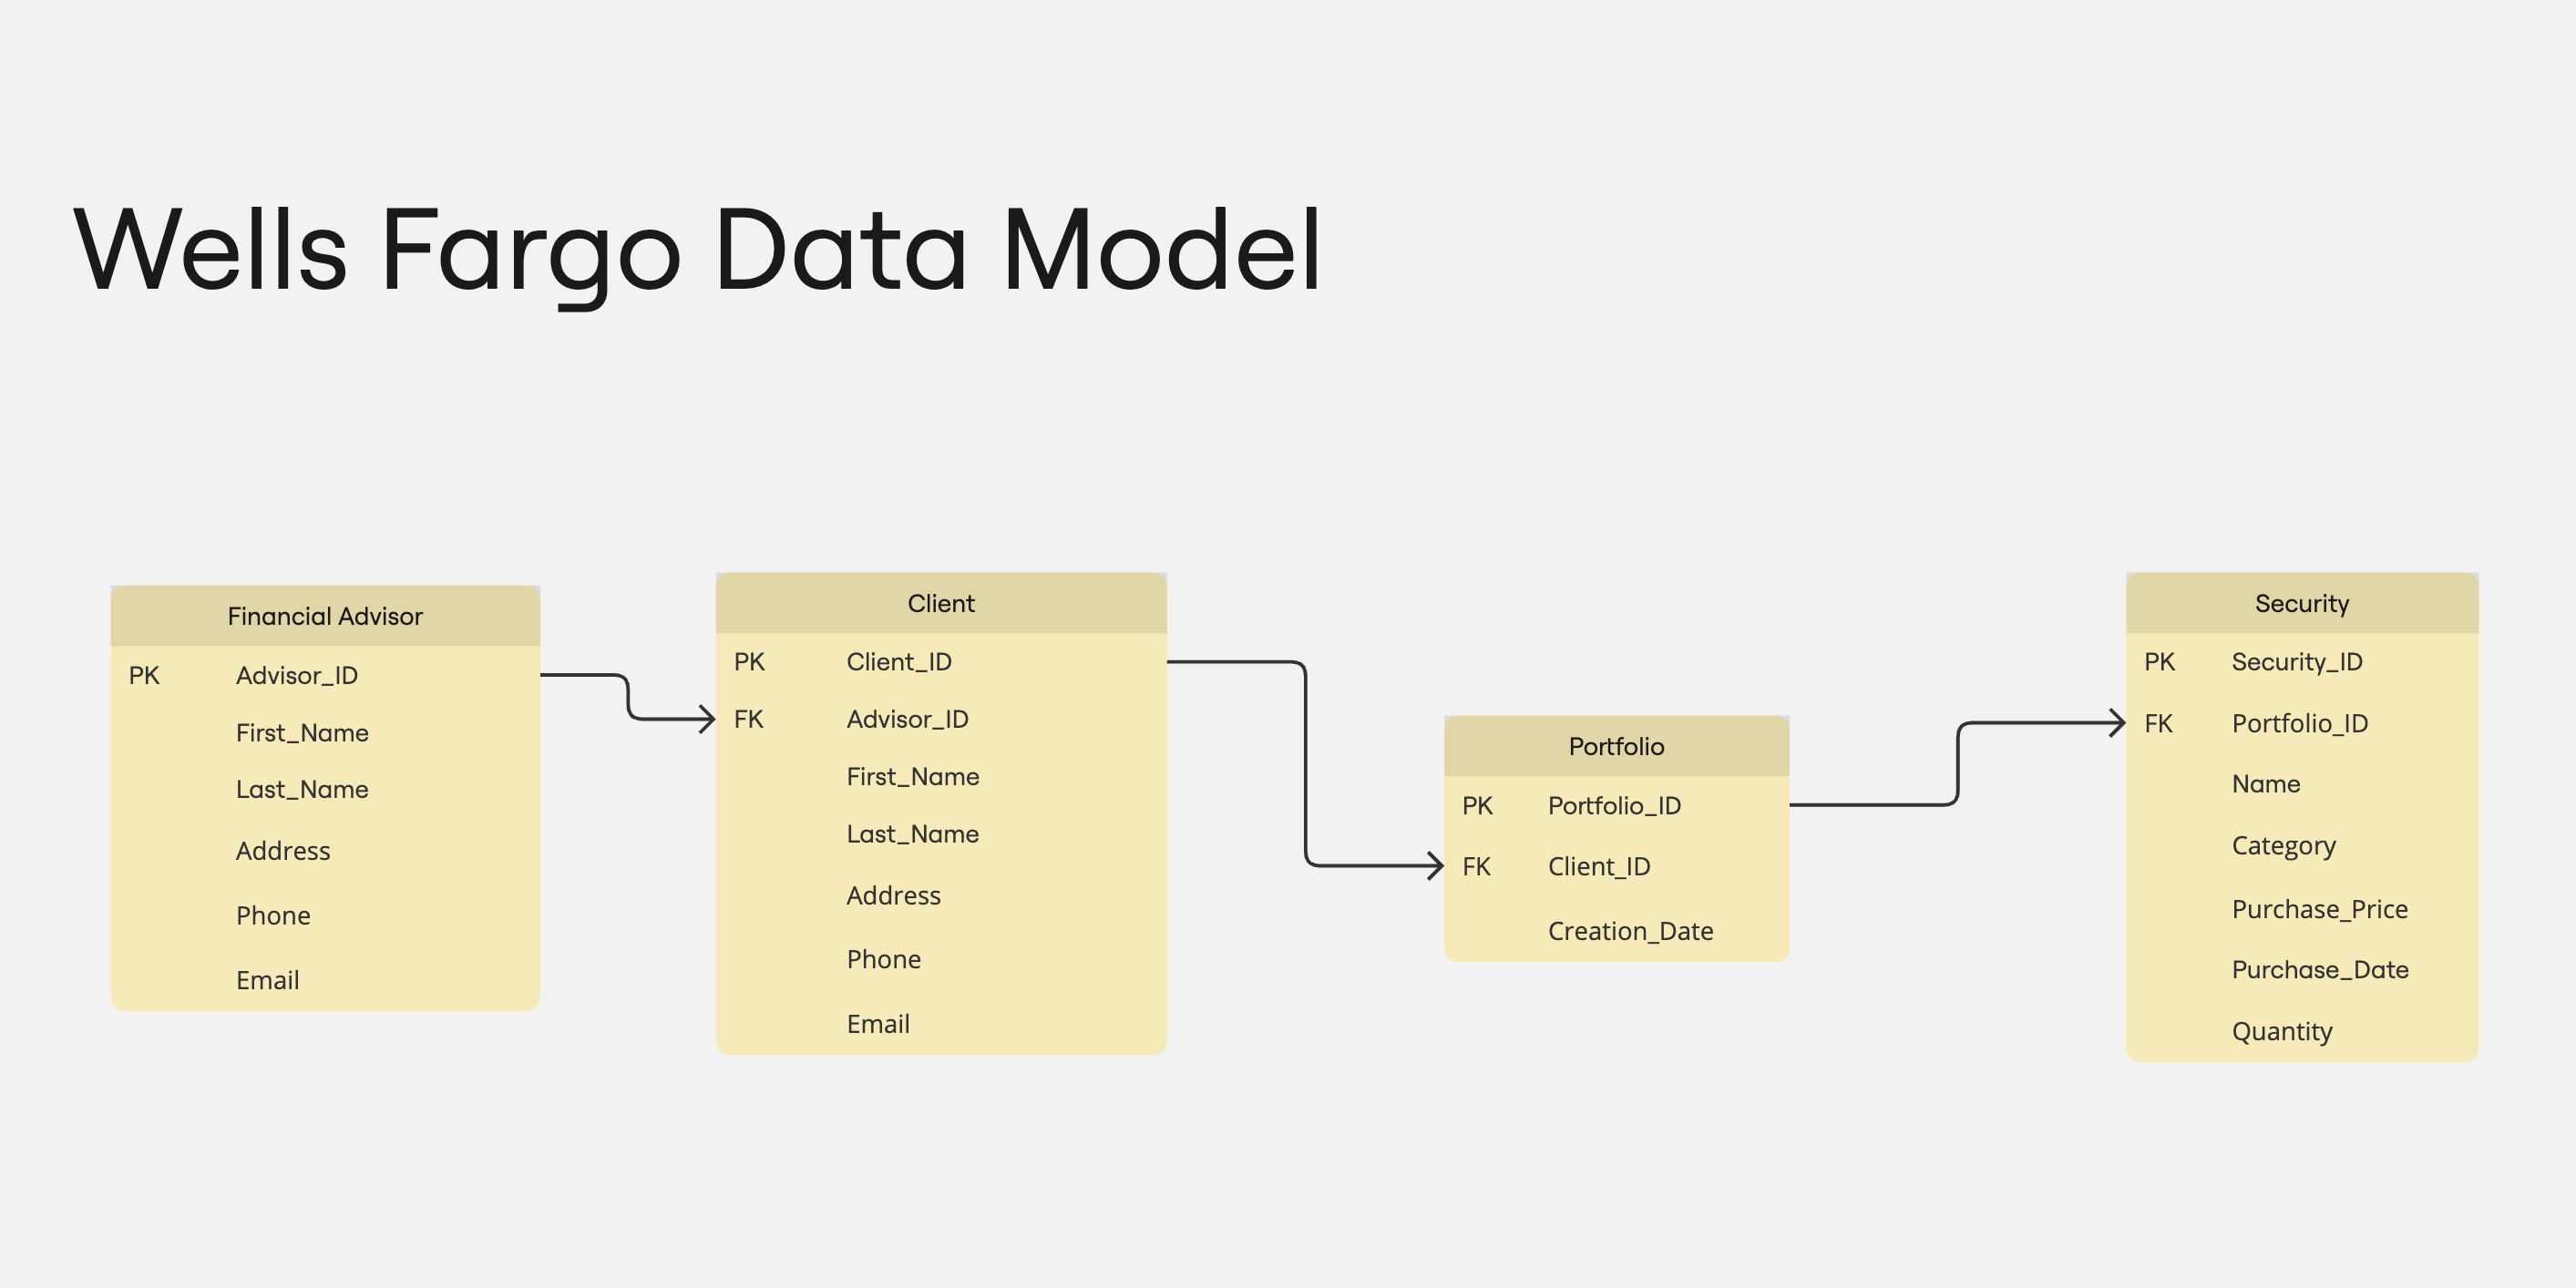 Wells Fargo Data Model
Financial Advisor
PK Advisor_ID
First_Name
Last_Name
Address
Phone
Email
Client
PK Client_ID
FK Advisor_ID
First_Name
Last_Name
Address
Phone
Email
Portfolio
PK Portfolio_ID
FK Client_ID
Creation_Date
Security
PK Security_ID
FK Portfolio_ID
Name
Category
Purchase_Price
Purchase_Date
Quantity